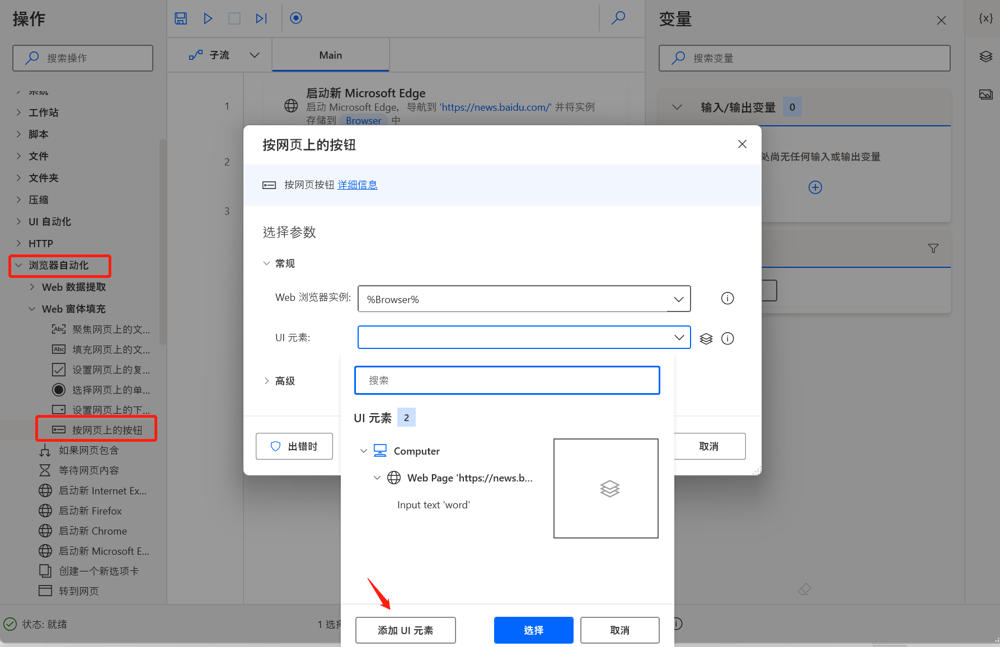 操作
搜索操作
系统
工作站
脚本
文件
文件夹
压缩
UI 自动化
HTTP
浏览器自动化
Web 数据提取
Web 窗体填充
Abc 聚焦网页上的文...
Abc 填充网页上的文...
设置网页上的复...
选择网页上的单...
设置网页上的下...
按网页上的按钮
如果网页包含
等待网页内容
启动新 Internet Ex...
启动新 Firefox
启动新 Chrome
启动新 Microsoft E...
创建一个新选项卡
转到网页
状态: 就绪
子流
Main
1
启动新 Microsoft Edge
启动 Microsoft Edge，导航到 'https://news.baidu.com/' 并将实例
存储到 Browser 中
2
3
1 选择
按网页上的按钮
按网页按钮 详细信息
选择参数
常规
Web 浏览器实例:
%Browser%
UI 元素:
高级
出错时
取消
搜索
UI 元素 2
Computer
Web Page 'https://news.b...
Input text 'word'
添加 UI 元素
选择
取消
变量
{x}
搜索变量
输入/输出变量 0
处尚无任何输入或输出变量